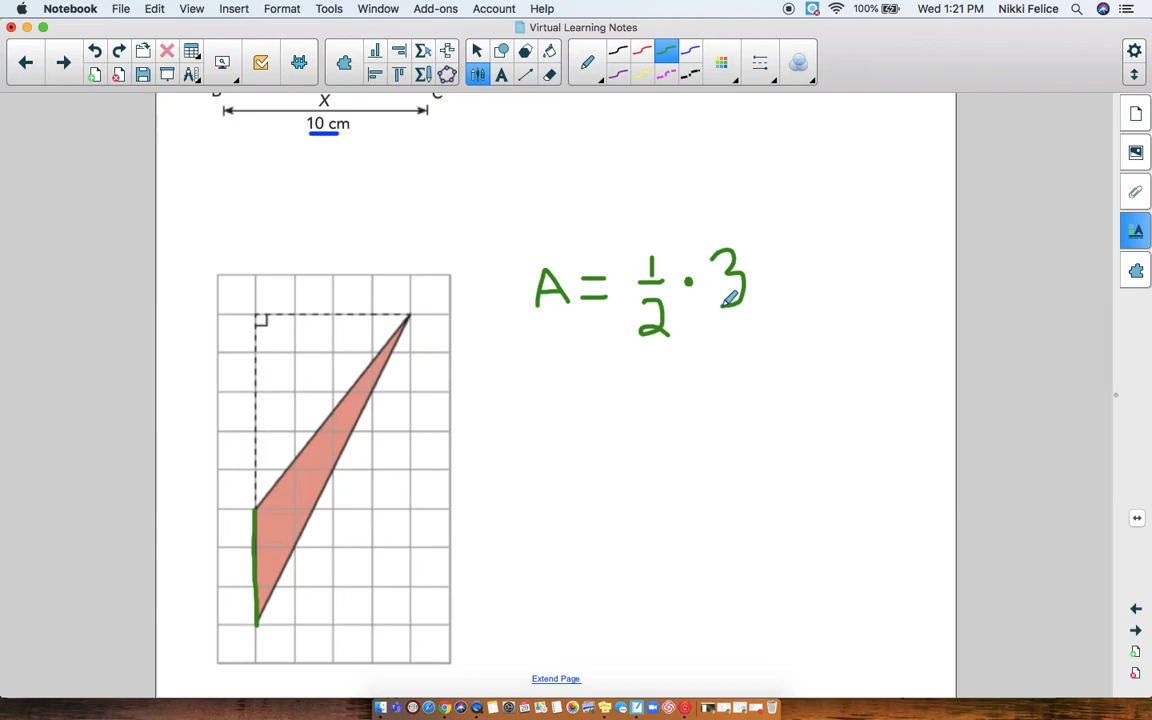 Notebook File Edit View Insert Format Tools Window Add-ons Account Help 100% Wed 1:21 PM Nikki Felice
Virtual Learning Notes
X
10 cm
A = 1/2 · 3
Extend Page